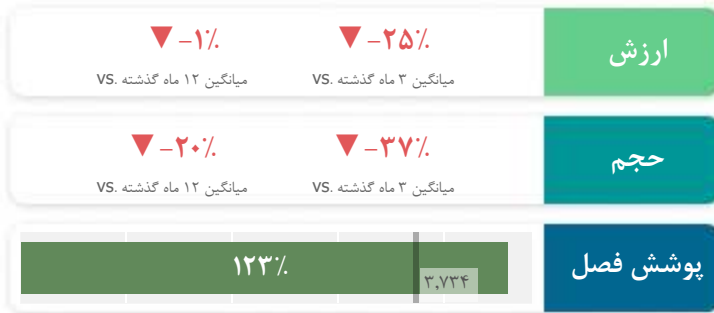 ارزش
-۲۵٪ ▼ -۱٪ ▼
میانگین ۳ ماه گذشته .VS میانگین ۱۲ ماه گذشته .VS
حجم
-۳۷٪ ▼ -۲۰٪ ▼
میانگین ۳ ماه گذشته .VS میانگین ۱۲ ماه گذشته .VS
پوشش فصل
۱۲۳٪
۳,۷۳۴